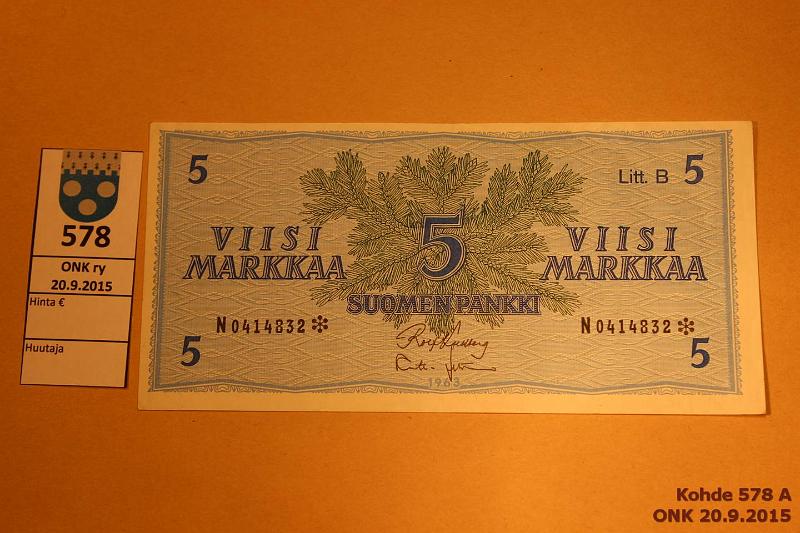 578
ONK ry
20.9.2015
Hinta €
Huutaja
5
Litt. B 5
VIISI
MARKKAA
5
VIISI
MARKKAA
SUOMEN PANKKI
N0414832*
N0414832*
5
5
1963
Kohde 578 A
ONK 20.9.2015